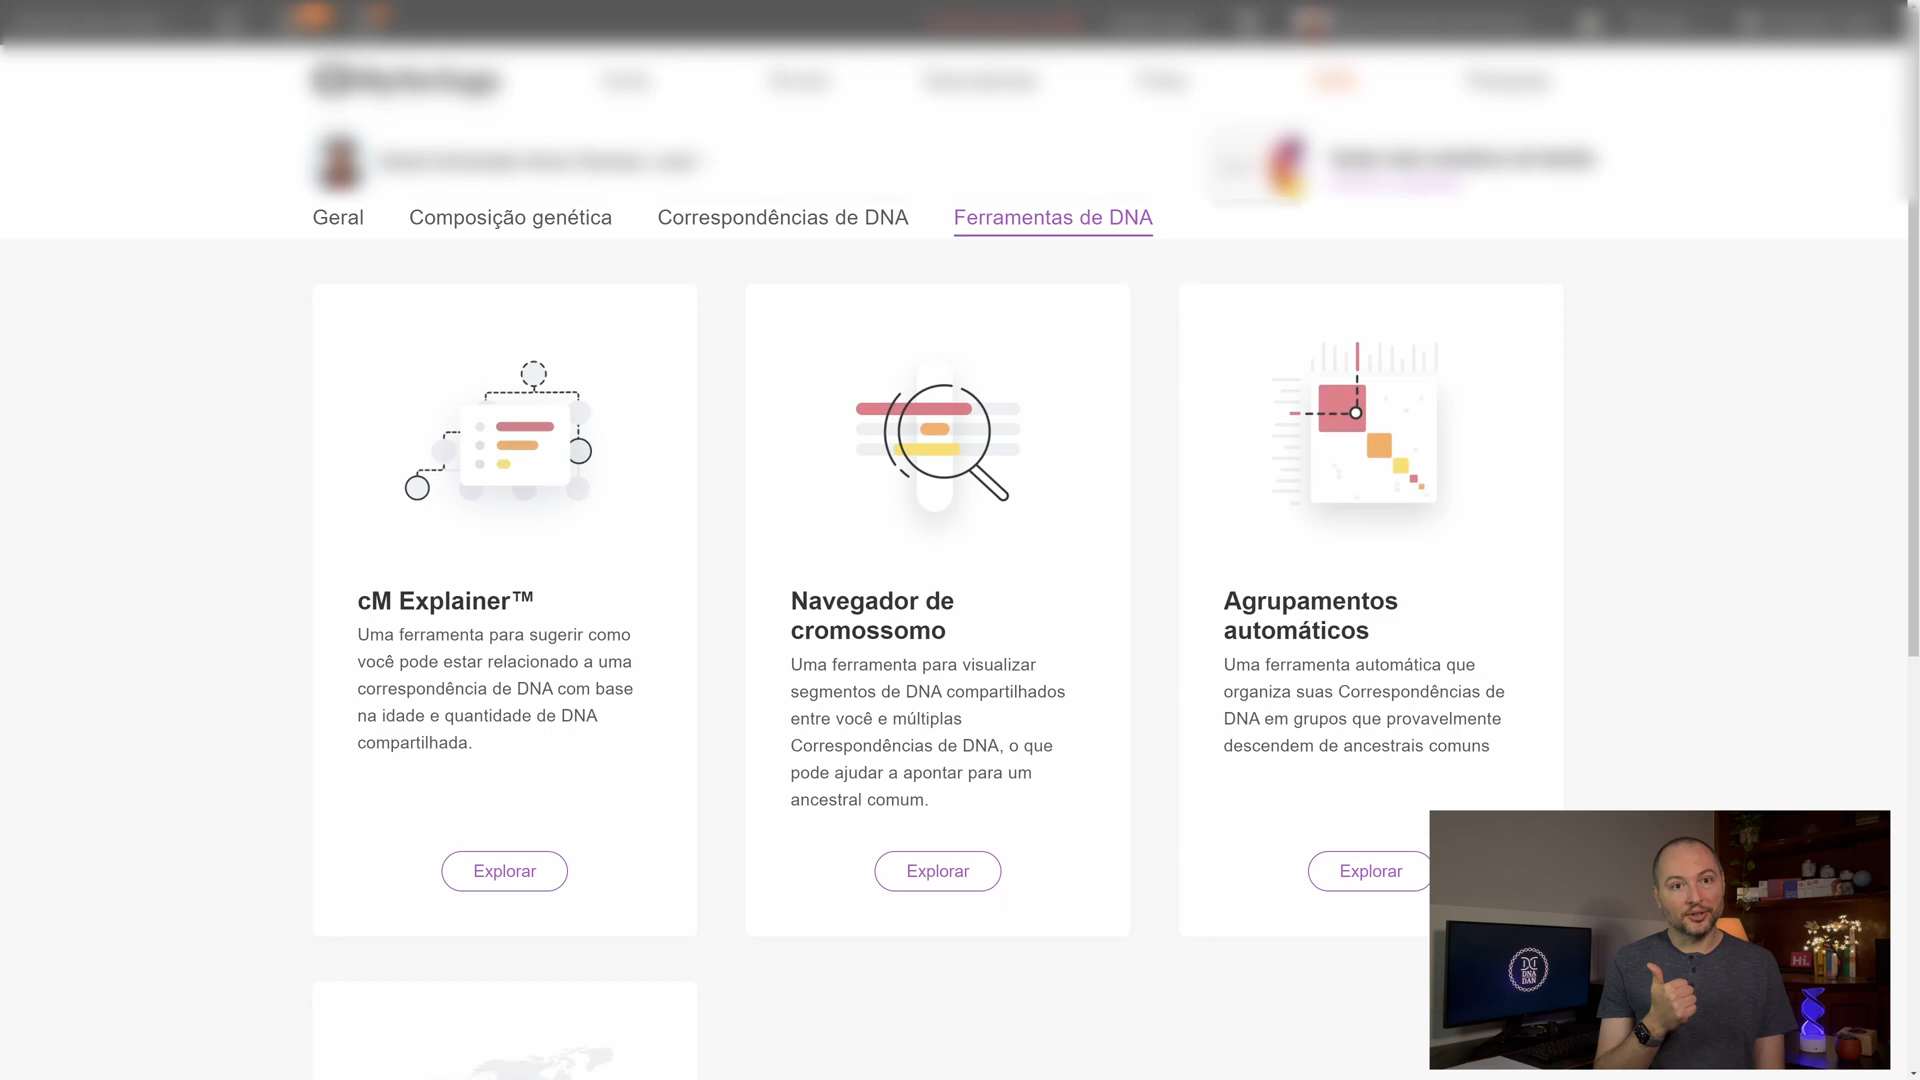 Geral
Composição genética
Correspondências de DNA
Ferramentas de DNA
cM Explainer™
Uma ferramenta para sugerir como
você pode estar relacionado a uma
correspondência de DNA com base
na idade e quantidade de DNA
compartilhada.
Explorar
Navegador de
cromossomo
Uma ferramenta para visualizar
segmentos de DNA compartilhados
entre você e múltiplas
Correspondências de DNA, o que
pode ajudar a apontar para um
ancestral comum.
Explorar
Agrupamentos
automáticos
Uma ferramenta automática que
organiza suas Correspondências de
DNA em grupos que provavelmente
descendem de ancestrais comuns
Explorar
DNA
DAN
Hi.